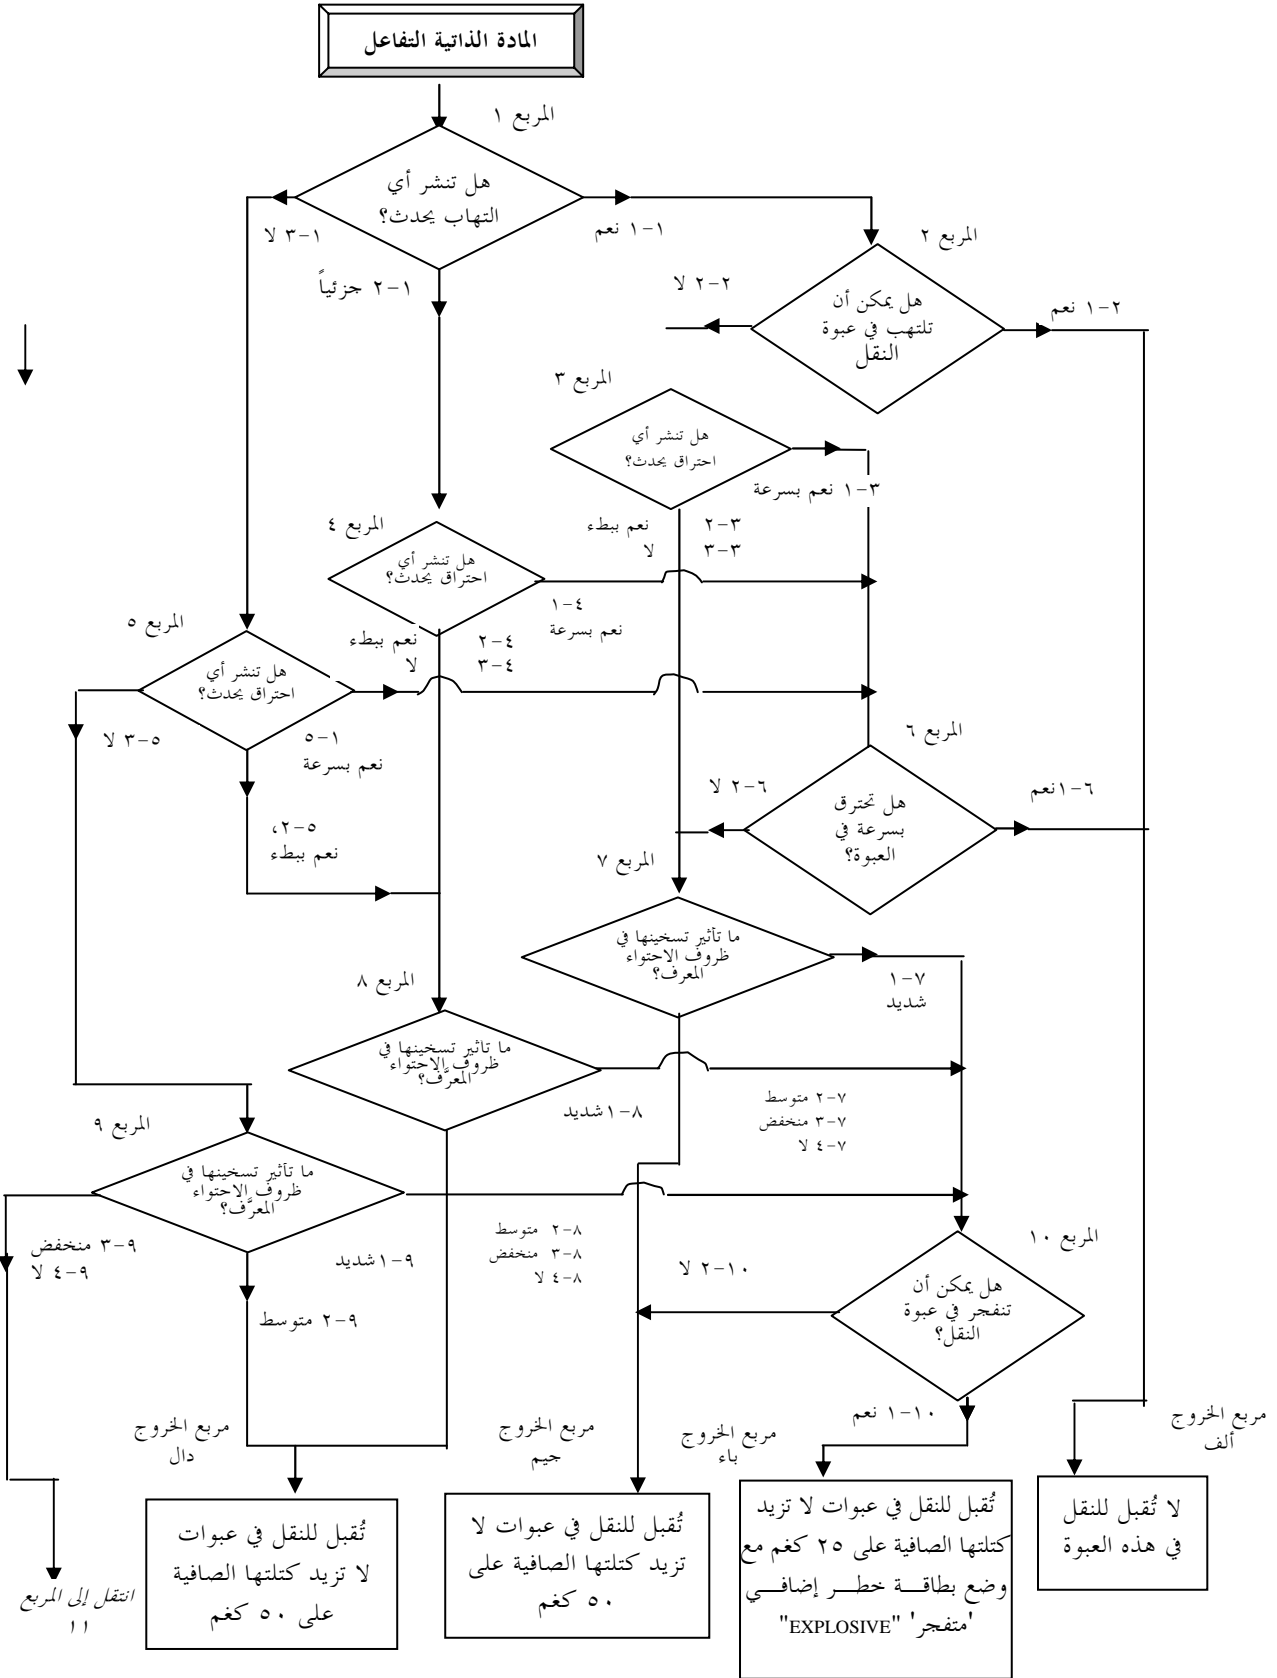 المادة الذاتية التفاعل
المربع ١
هل تنشر أي
التهاب يحدث؟
١-١ نعم
١-٣ لا
١-٢ جزئياً
المربع ٢
هل يمكن أن
تلتهب في عبوة
النقل
٢-٢ لا
٢-١ نعم
المربع ٣
هل تنشر أي
احتراق يحدث؟
٣-١ نعم بسرعة
٣-٢ نعم ببطء
٣-٣ لا
المربع ٤
هل تنشر أي
احتراق يحدث؟
٤-١
نعم بسرعة
٤-٢ نعم ببطء
٤-٣ لا
المربع ٥
هل تنشر أي
احتراق يحدث؟
٥-٣ لا
٥-١
نعم بسرعة
٥-٢،
نعم ببطء
المربع ٦
هل تحترق
بسرعة في
العبوة؟
٦-٢ لا
٦-١نعم
المربع ٧
ما تأثير تسخينها في
ظروف الاحتواء
المعرف؟
٧-١
شديد
٧-٢ متوسط
٧-٣ منخفض
٧-٤ لا
المربع ٨
ما تاثير تسخينها في
ظروف الاحتواء
المعرَّف؟
٨-١شديد
٨-٢ متوسط
٨-٣ منخفض
٨-٤ لا
المربع ٩
ما تأثير تسخينها في
ظروف الاحتواء
المعرَّف؟
٩-٣ منخفض
٩-٤ لا
٩-١شديد
٩-٢ متوسط
المربع ١٠
هل يمكن أن
تنفجر في عبوة
النقل؟
١٠-٢ لا
١٠-١ نعم
مربع الخروج
ألف
مربع الخروج
باء
مربع الخروج
جيم
مربع الخروج
دال
لا تُقبل للنقل
في هذه العبوة
تُقبل للنقل في عبوات لا تزيد
كتلتها الصافية على ٢٥ كغم مع
وضع بطاقة خطر إضافي
'متفجر' "EXPLOSIVE"
تُقبل للنقل في عبوات لا
تزيد كتلتها الصافية على
٥٠ كغم
تُقبل للنقل في عبوات
لا تزيد كتلتها الصافية
على ٥٠ كغم
انتقل إلى المربع
١١